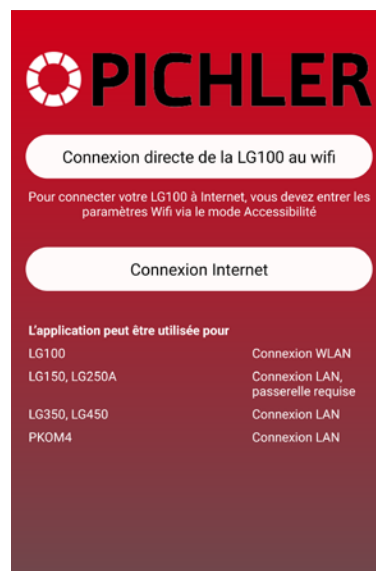 PICHLER
Connexion directe de la LG100 au wifi
Pour connecter votre LG100 à Internet, vous devez entrer les
paramètres Wifi via le mode Accessibilité
Connexion Internet
L'application peut être utilisée pour
LG100 Connexion WLAN
LG150, LG250A Connexion LAN,
passerelle requise
LG350, LG450 Connexion LAN
PKOM4 Connexion LAN